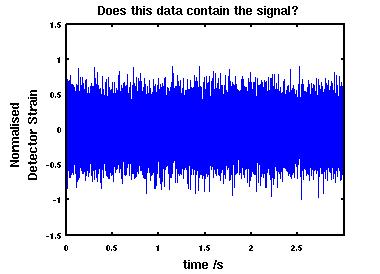 Does this data contain the signal?
1.5
1
0.5
0
-0.5
-1
-1.5
Normalised
Detector Strain
0 0.5 1 1.5 2 2.5
time /s